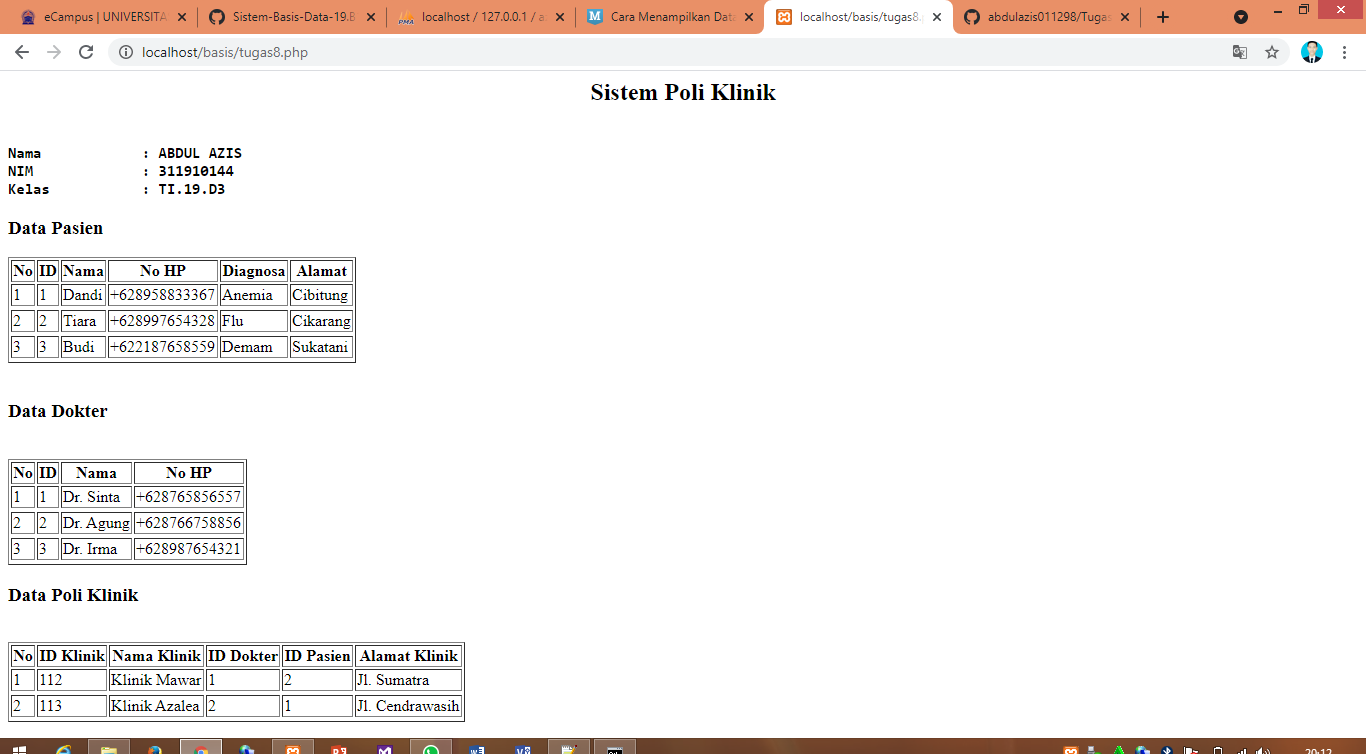 eCampus | UNIVERSITA
Sistem-Basis-Data-19.B
localhost / 127.0.0.1 / a
Cara Menampilkan Data
localhost/basis/tugas8.
abdulazis011298/Tugas
localhost/basis/tugas8.php
Sistem Poli Klinik
Nama : ABDUL AZIS
NIM : 311910144
Kelas : TI.19.D3
Data Pasien
No ID Nama No HP Diagnosa Alamat
1 1 Dandi +628958833367 Anemia Cibitung
2 2 Tiara +628997654328 Flu Cikarang
3 3 Budi +622187658559 Demam Sukatani
Data Dokter
No ID Nama No HP
1 1 Dr. Sinta +628765856557
2 2 Dr. Agung +628766758856
3 3 Dr. Irma +628987654321
Data Poli Klinik
No ID Klinik Nama Klinik ID Dokter ID Pasien Alamat Klinik
1 112 Klinik Mawar 1 2 Jl. Sumatra
2 113 Klinik Azalea 2 1 Jl. Cendrawasih
20:12